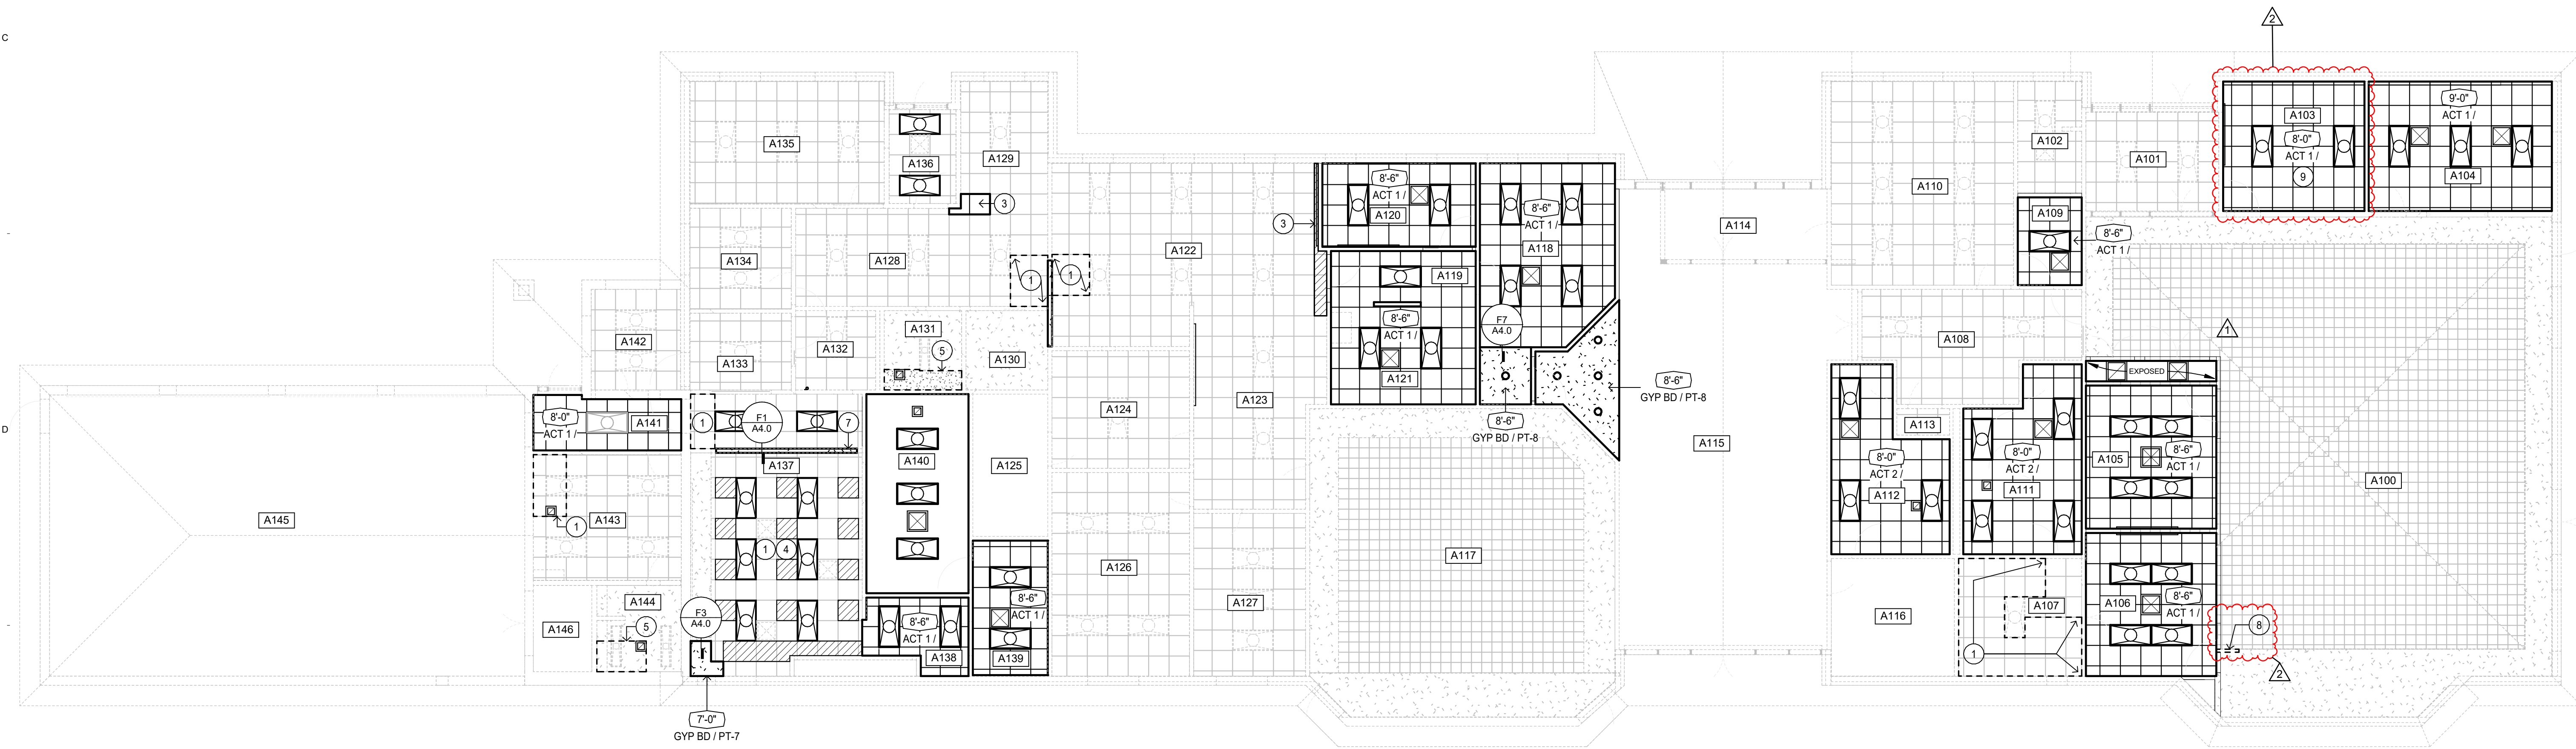 2
C
A103
8'-0"
ACT 1 /
9
9'-0"
ACT 1 /
A104
A135
A136
A129
A102
A101
A110
3
8'-6"
ACT 1 /
A120
8'-6"
ACT 1 /
A118
A109
8'-6"
ACT 1 /
3
A114
A134
A128
A122
1
1
A119
8'-6"
ACT 1 /
A121
F7
A4.0
1
A142
A133
A132
A131
5
A130
A108
EXPOSED
8'-6"
GYP BD / PT-8
8'-6"
GYP BD / PT-8
D
8'-0"
ACT 1 /
A141
1
F1
A4.0
7
A124
A123
A113
A115
A137
A140
A125
8'-0"
ACT 2 /
A112
8'-0"
ACT 2 /
A111
A105
8'-6"
ACT 1 /
A100
A145
A143
1
1
4
A117
A126
A127
A144
A146
5
F3
A4.0
8'-6"
ACT 1 /
A138
8'-6"
ACT 1 /
A139
A116
A107
1
A106
8'-6"
ACT 1 /
8
2
7'-0"
GYP BD / PT-7